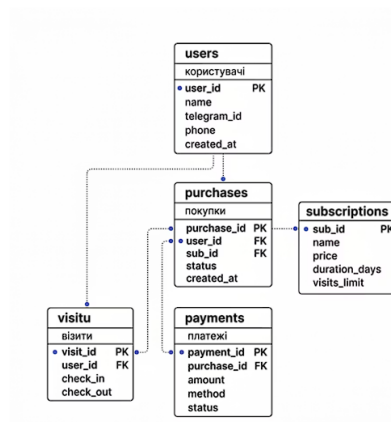 users
користувачі
user_id PK
name
telegram_id
phone
created_at
purchases
покупки
purchase_id PK
user_id FK
sub_id FK
status
created_at
subscriptions
sub_id PK
name
price
duration_days
visits_limit
visitu
візити
visit_id PK
user_id FK
check_in
check_out
payments
платежі
payment_id PK
purchase_id FK
amount
method
status